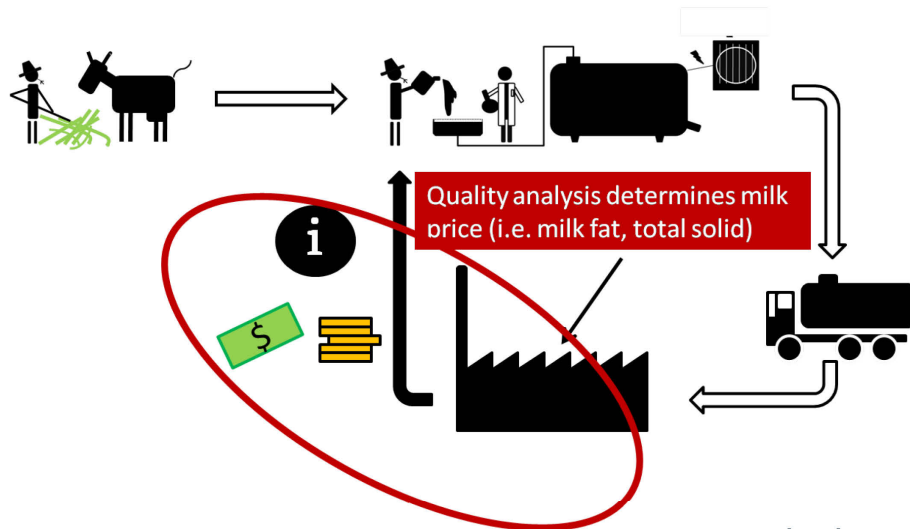 Quality analysis determines milk
price (i.e. milk fat, total solid)
i
$